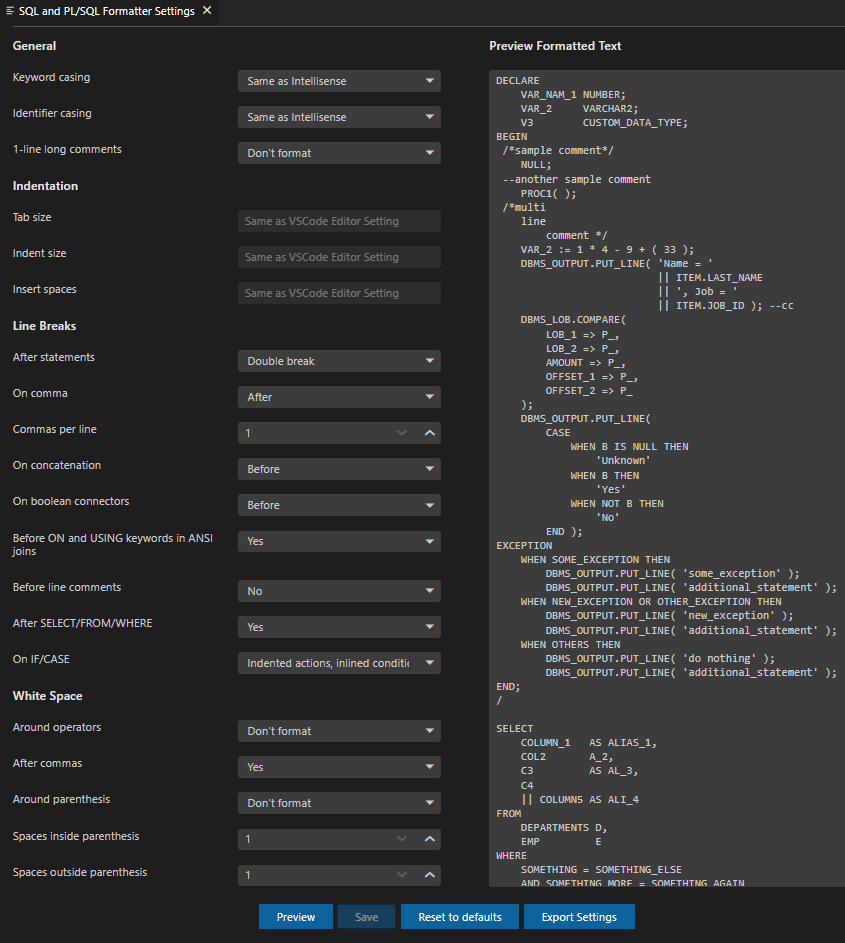 SQL and PL/SQL Formatter Settings
General
Keyword casing
Same as Intellisense
Identifier casing
Same as Intellisense
1-line long comments
Don't format
Indentation
Tab size
Same as VSCode Editor Setting
Indent size
Same as VSCode Editor Setting
Insert spaces
Same as VSCode Editor Setting
Line Breaks
After statements
Double break
On comma
After
Commas per line
1
On concatenation
Before
On boolean connectors
Before
Before ON and USING keywords in ANSI
joins
Yes
Before line comments
No
After SELECT/FROM/WHERE
Yes
On IF/CASE
Indented actions, inlined conditic
White Space
Around operators
Don't format
After commas
Yes
Around parenthesis
Don't format
Spaces inside parenthesis
1
Spaces outside parenthesis
1
Preview Formatted Text
DECLARE
    VAR_NAM_1 NUMBER;
    VAR_2     VARCHAR2;
    V3        CUSTOM_DATA_TYPE;
BEGIN
 /*sample comment*/
    NULL;
 --another sample comment
    PROC1( );
 /*multi
    line
        comment */
    VAR_2 := 1 * 4 - 9 + ( 33 );
    DBMS_OUTPUT.PUT_LINE( 'Name = '
                          || ITEM.LAST_NAME
                          || ', Job = '
                          || ITEM.JOB_ID ); --cc
    DBMS_LOB.COMPARE(
        LOB_1 => P_,
        LOB_2 => P_,
        AMOUNT => P_,
        OFFSET_1 => P_,
        OFFSET_2 => P_
    );
    DBMS_OUTPUT.PUT_LINE(
        CASE
            WHEN B IS NULL THEN
                'Unknown'
            WHEN B THEN
                'Yes'
            WHEN NOT B THEN
                'No'
        END );
EXCEPTION
    WHEN SOME_EXCEPTION THEN
        DBMS_OUTPUT.PUT_LINE( 'some_exception' );
        DBMS_OUTPUT.PUT_LINE( 'additional_statement' );
    WHEN NEW_EXCEPTION OR OTHER_EXCEPTION THEN
        DBMS_OUTPUT.PUT_LINE( 'new_exception' );
        DBMS_OUTPUT.PUT_LINE( 'additional_statement' );
    WHEN OTHERS THEN
        DBMS_OUTPUT.PUT_LINE( 'do nothing' );
        DBMS_OUTPUT.PUT_LINE( 'additional_statement' );
END;
/
SELECT
    COLUMN_1   AS ALIAS_1,
    COL2       A_2,
    C3         AS AL_3,
    C4
    || COLUMN5 AS ALI_4
FROM
    DEPARTMENTS D,
    EMP         E
WHERE
    SOMETHING = SOMETHING_ELSE
    AND SOMETHING_MORE = SOMETHING_AGAIN
Preview
Save
Reset to defaults
Export Settings